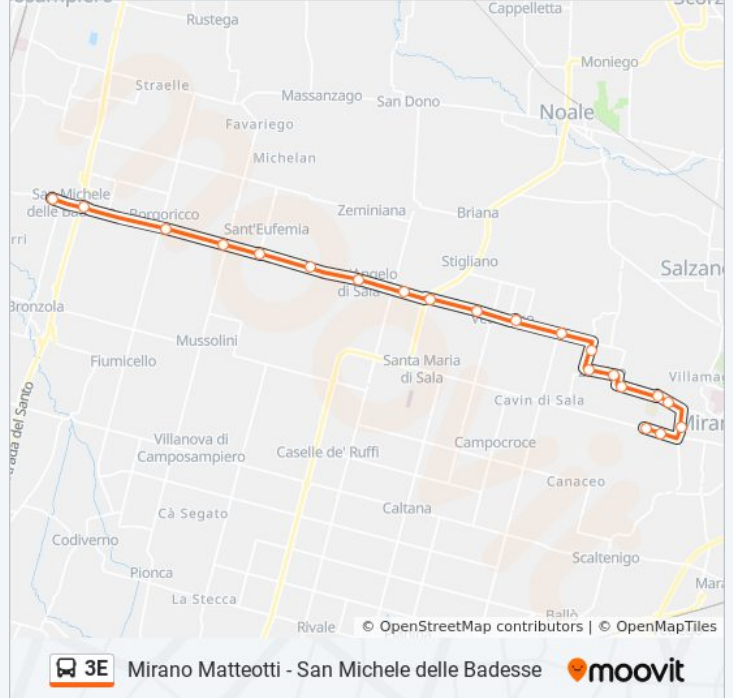 Rustega
Cappelletta
Moniego
Straelle
Massanzago
San Dono
Noale
Favariego
Michelan
San Michele
Borgoricco
Zeminiana
Briana
Sant'Eufemia
Stigliano
Salzano
di Sala
Bronzola
Mussolini
Fiumicello
Santa Maria
di Sala
Cavin di Sala
Villanova di
Camposampiero
Caselle de' Ruffi
Campocroce
Canaceo
Cà Segato
Caltana
Codiverno
Scaltenigo
Pionca
La Stecca
Rivale
Ballò
© OpenStreetMap contributors | © OpenMapTiles
3E Mirano Matteotti - San Michele delle Badesse
moovit